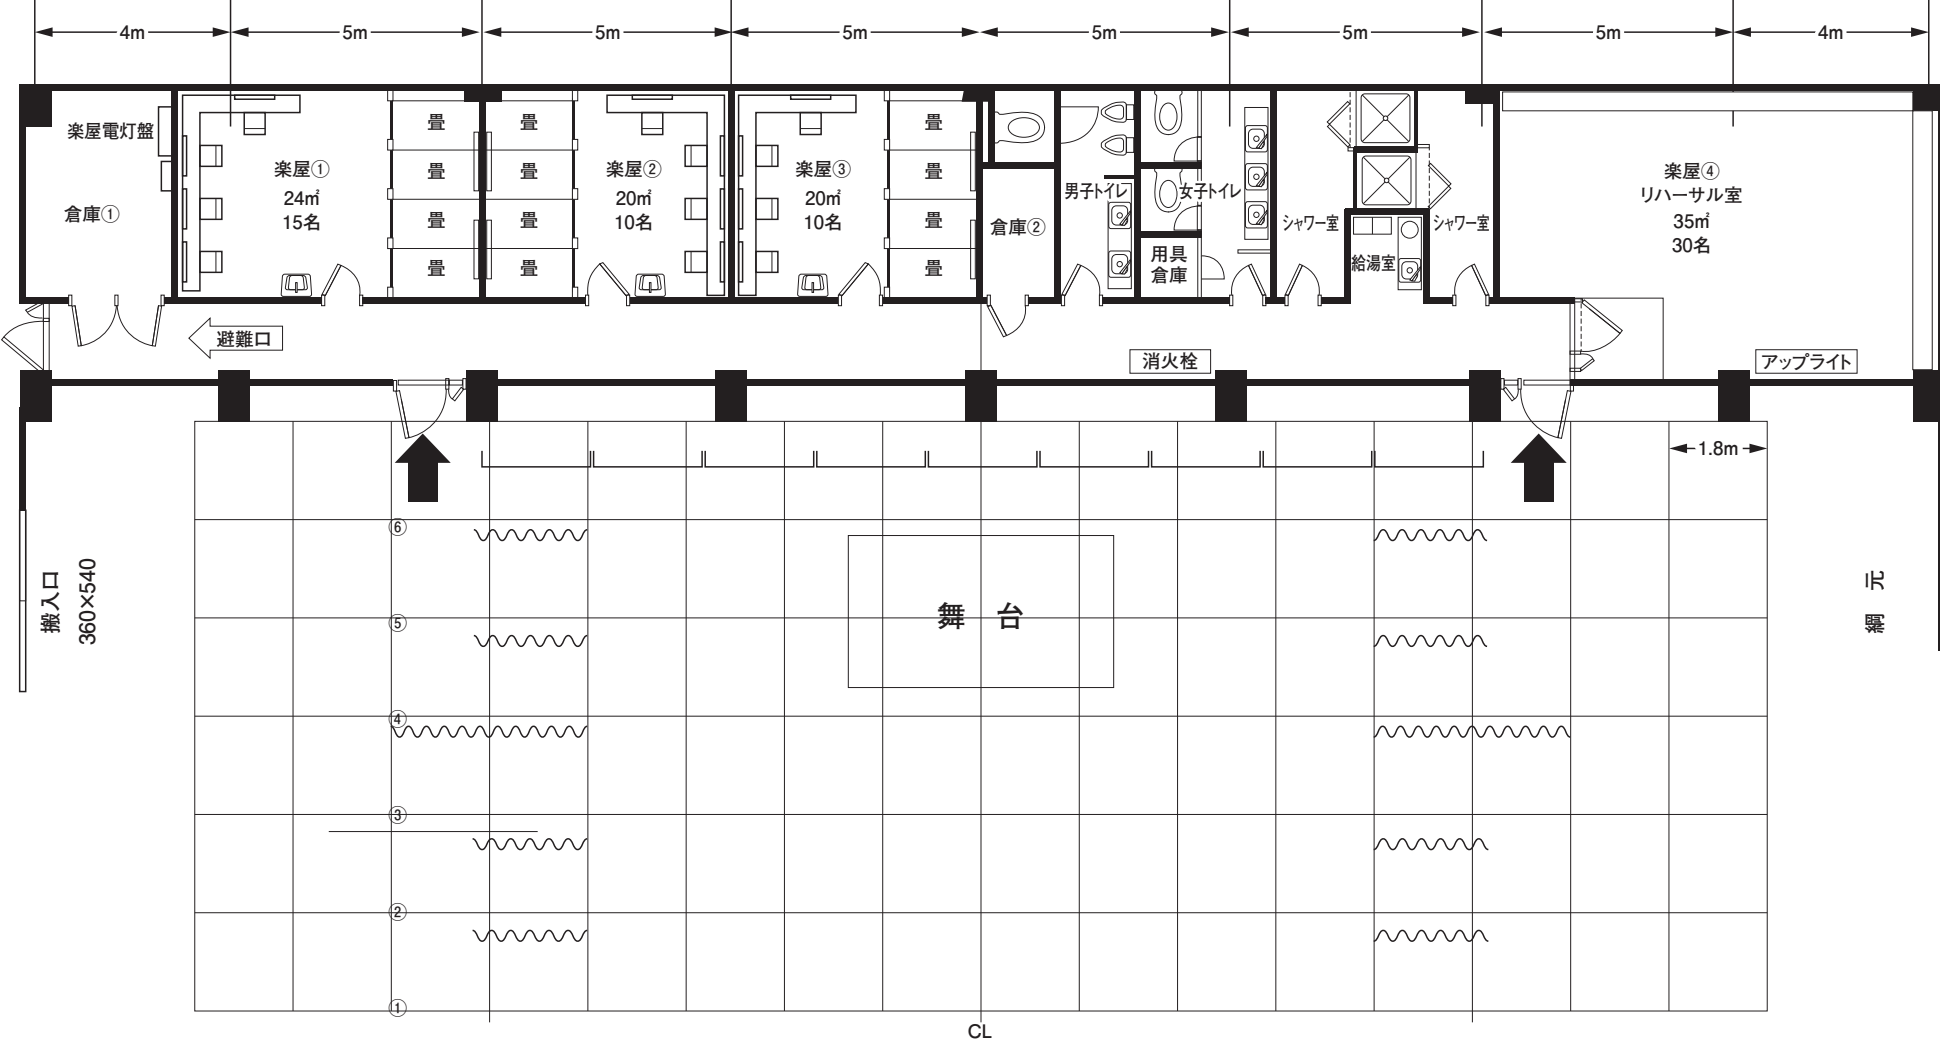 4m
5m
5m
5m
5m
5m
5m
4m
楽屋電灯盤
倉庫①
楽屋①
24㎡
15名
畳
畳
畳
畳
畳
畳
畳
畳
楽屋②
20㎡
10名
楽屋③
20㎡
10名
畳
畳
畳
畳
倉庫②
男子トイレ
女子トイレ
用具
倉庫
シャワー室
給湯室
シャワー室
楽屋④
リハーサル室
35㎡
30名
避難口
消火栓
アップライト
1.8m
搬入口
360×540
舞 台
綱 元
⑥
⑤
④
③
②
①
CL